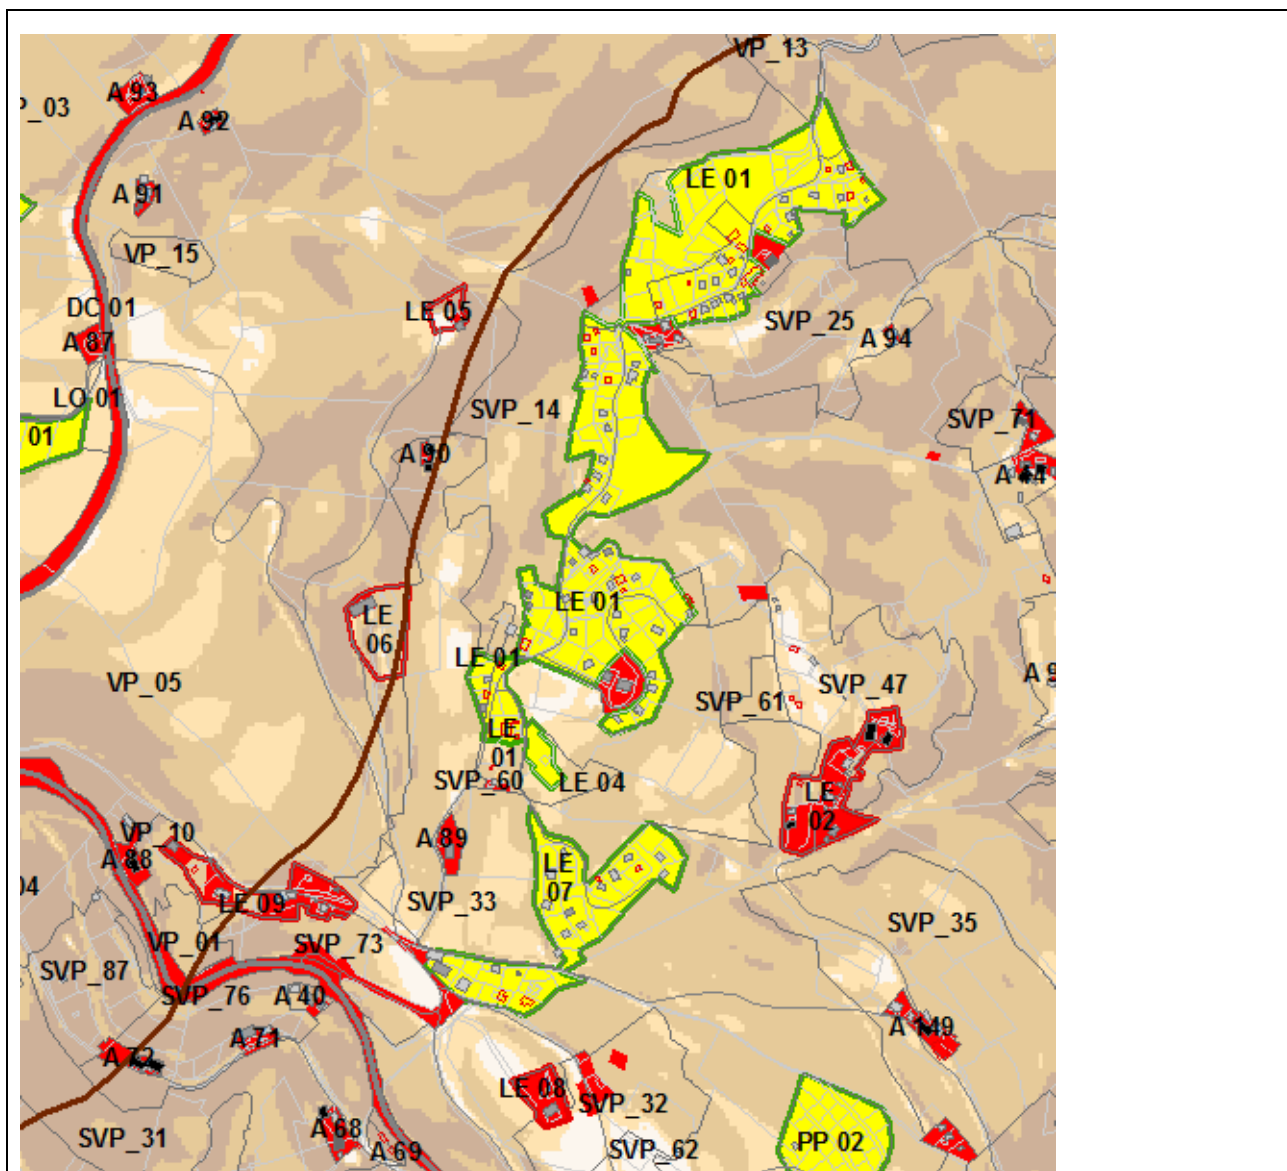 VP_13
A 93
P_03
A 92
LE 01
A 91
VP_15
DC 01
LE 05
SVP_25
A 94
A 87
LO 01
SVP_14
SVP_71
01
A 90
A 44
LE 01
LE
06
LE 01
VP_05
SVP_61
SVP_47
LE
01
SVP_60
LE 04
LE
02
VP_10
A 88
A 89
LE
07
04
LE 09
SVP_33
SVP_35
VP_01
SVP_73
SVP_87
SVP_76
A 40
A 149
A 71
A 72
LE 08
SVP_32
SVP_31
A 68
A 69
SVP_62
PP 02